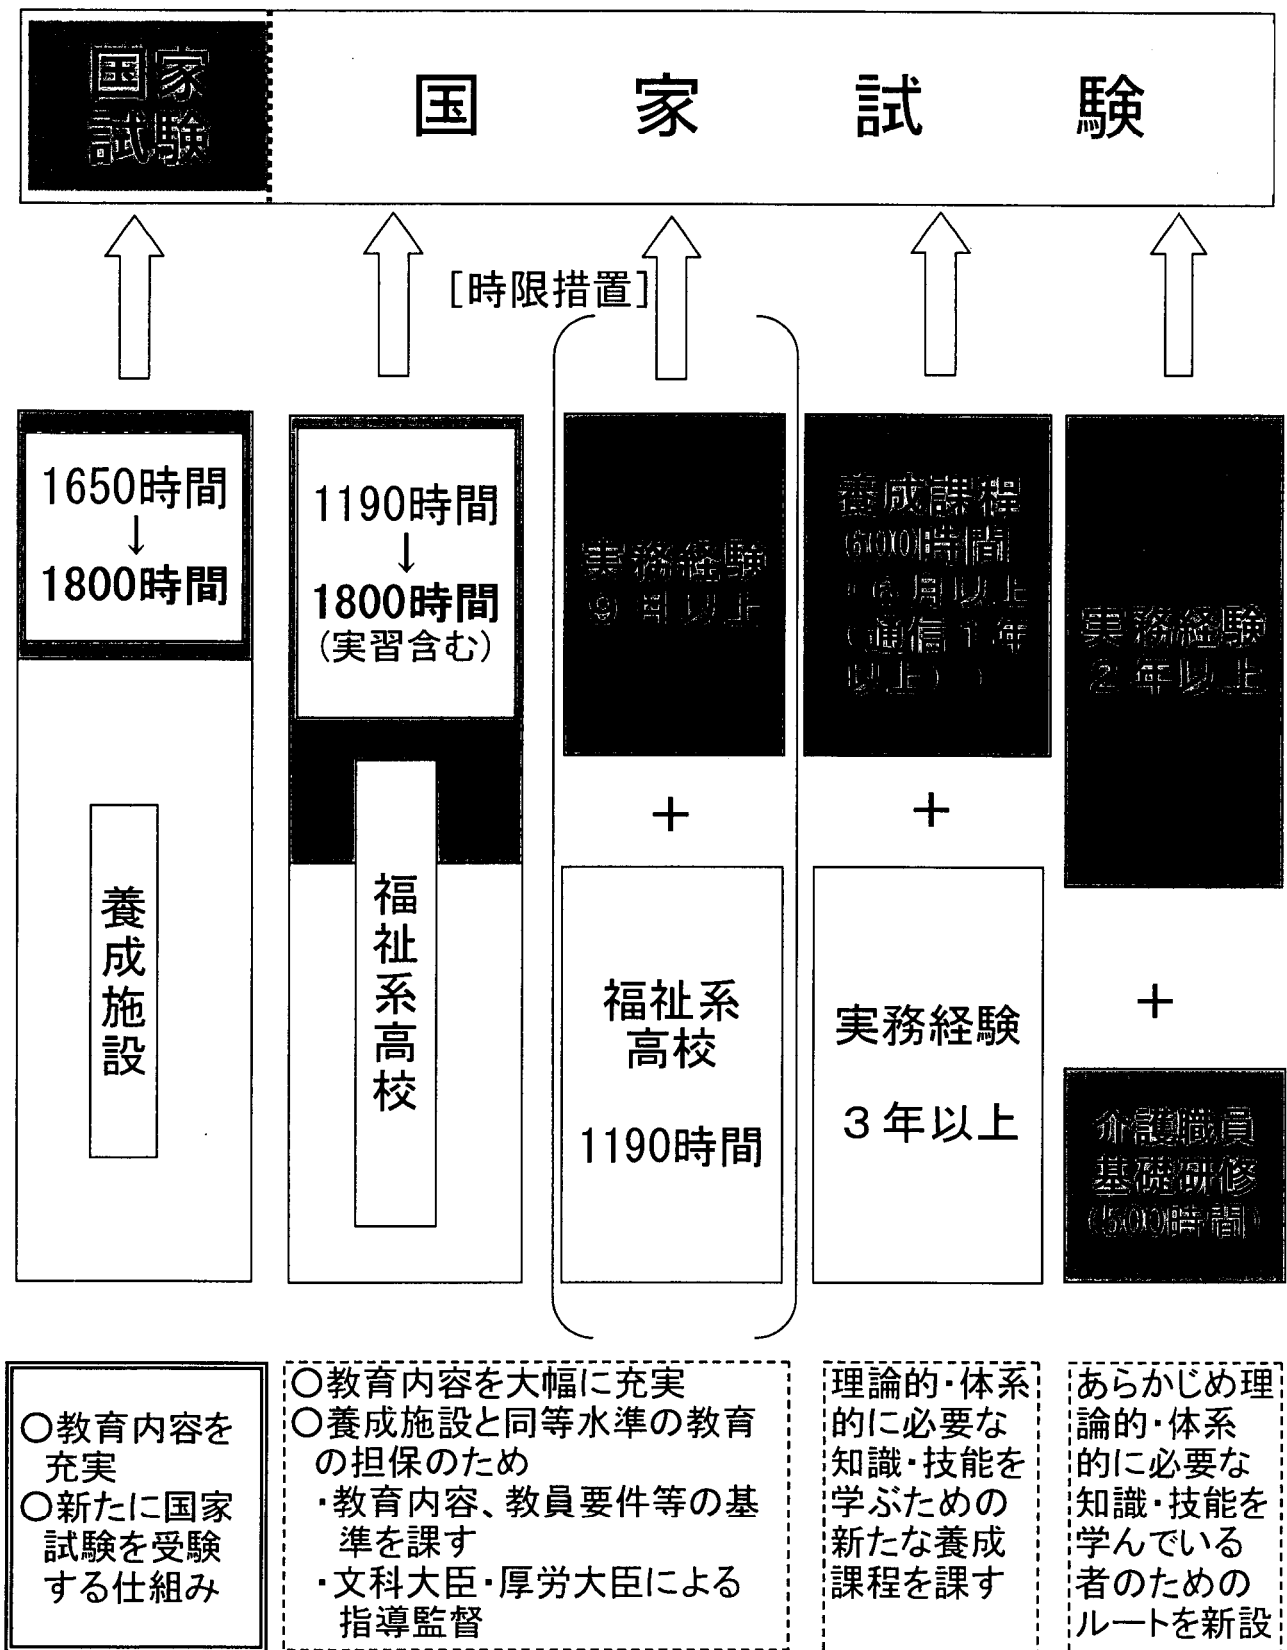 国家
試験
国家試験
[時限措置]
1650時間
↓
1800時間
養成施設
1190時間
↓
1800時間
(実習含む)
福祉系高校
実務経験
9月以上
+
福祉系
高校
1190時間
養成課程
600時間
(6月以上
(通信1年
以上))
+
実務経験
3年以上
実務経験
2年以上
+
介護職員
基礎研修
(500時間)
○教育内容を
充実
○新たに国家
試験を受験
する仕組み
○教育内容を大幅に充実
○養成施設と同等水準の教育
の担保のため
・教育内容、教員要件等の基
準を課す
・文科大臣・厚労大臣による
指導監督
理論的・体系
的に必要な
知識・技能を
学ぶための
新たな養成
課程を課す
あらかじめ理
論的・体系
的に必要な
知識・技能を
学んでいる
者のための
ルートを新設